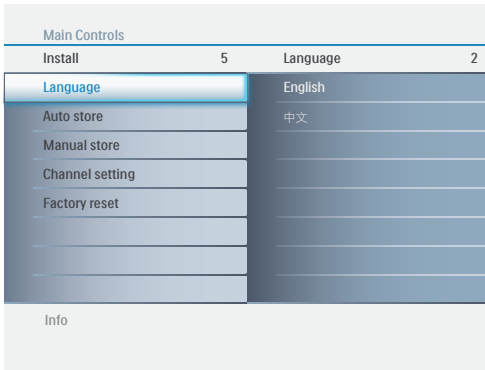 Main Controls
Install 5 Language 2
Language English
Auto store 中文
Manual store
Channel setting
Factory reset
Info